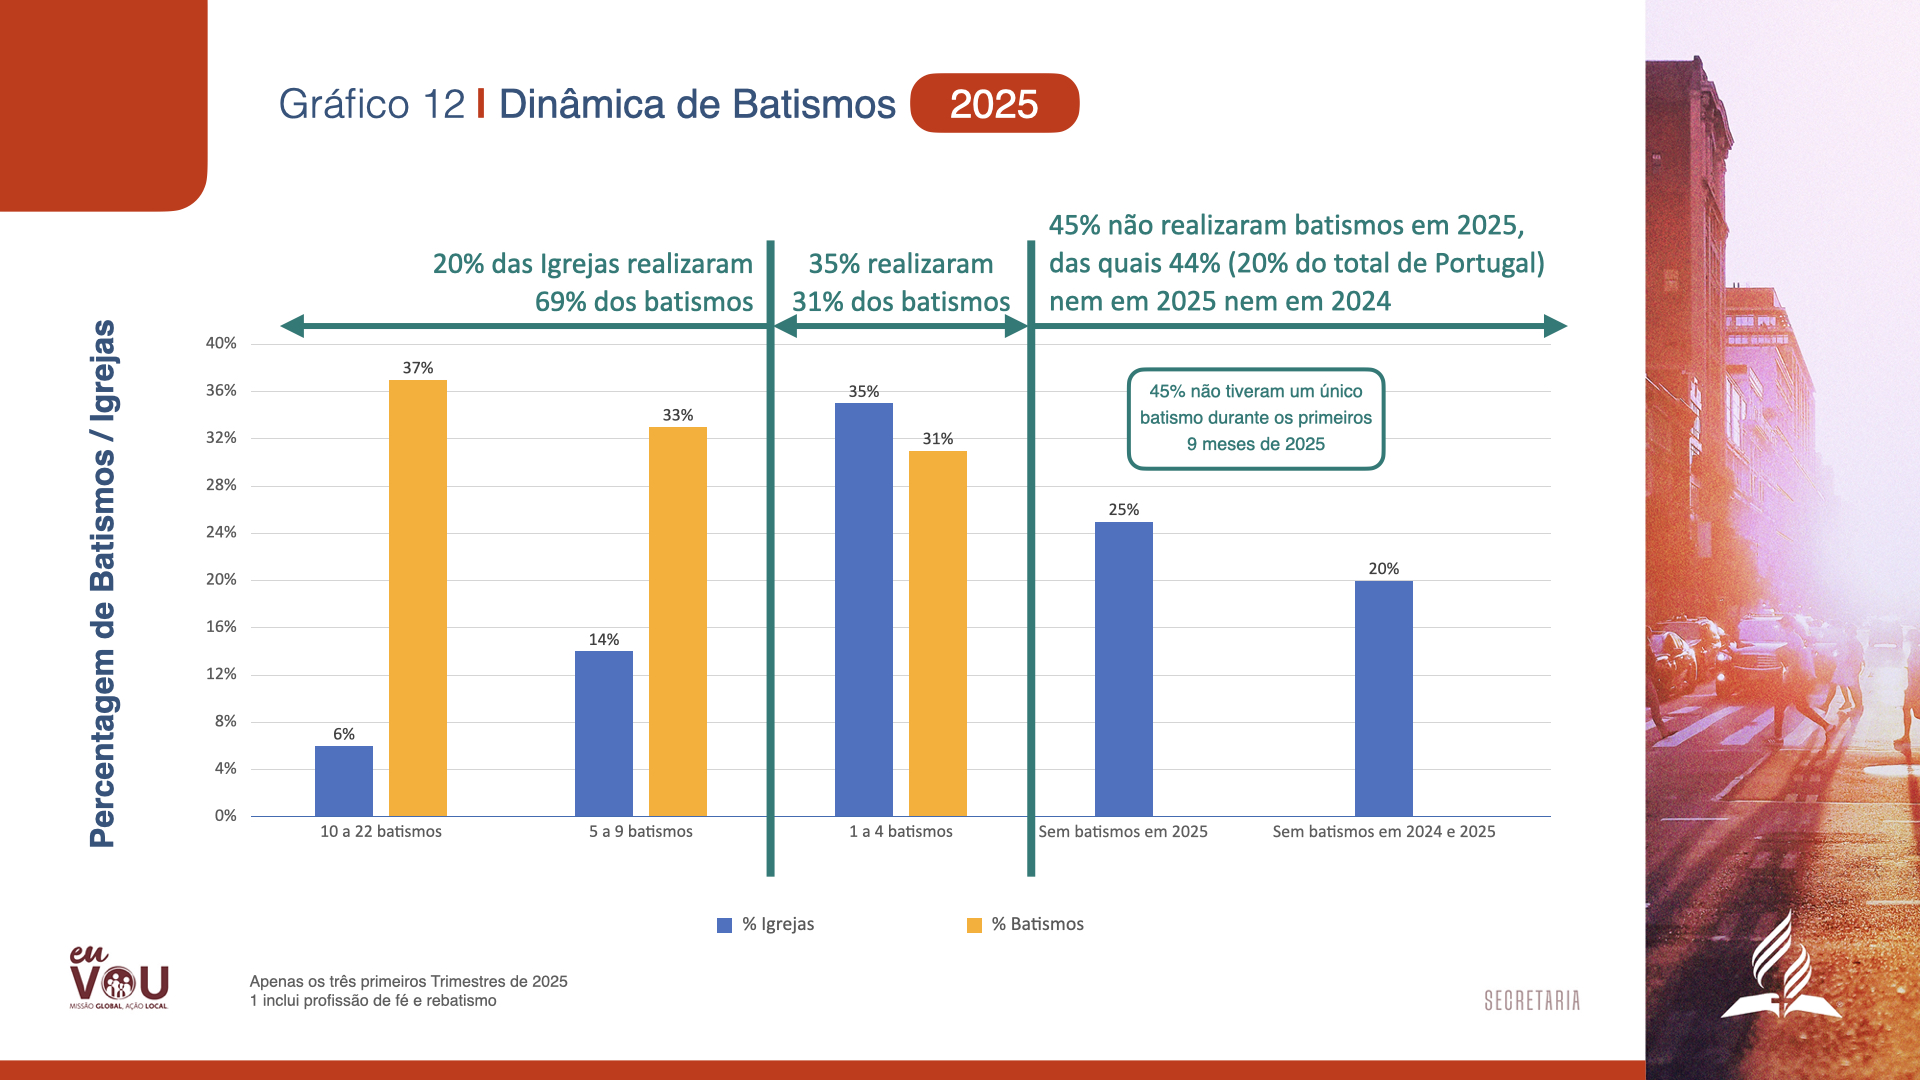 Gráfico 12 | Dinâmica de Batismos 2025
20% das Igrejas realizaram
69% dos batismos
35% realizaram
31% dos batismos
45% não realizaram batismos em 2025,
das quais 44% (20% do total de Portugal)
nem em 2025 nem em 2024
Percentagem de Batismos / Igrejas
40%
36%
32%
28%
24%
20%
16%
12%
8%
4%
0%
6%
37%
14%
33%
35%
31%
25%
20%
45% não tiveram um único
batismo durante os primeiros
9 meses de 2025
10 a 22 batismos
5 a 9 batismos
1 a 4 batismos
Sem batismos em 2025
Sem batismos em 2024 e 2025
% Igrejas
% Batismos
eu
VOU
MISSÃO GLOBAL, AÇÃO LOCAL
Apenas os três primeiros Trimestres de 2025
1 inclui profissão de fé e rebatismo
SECRETARIA